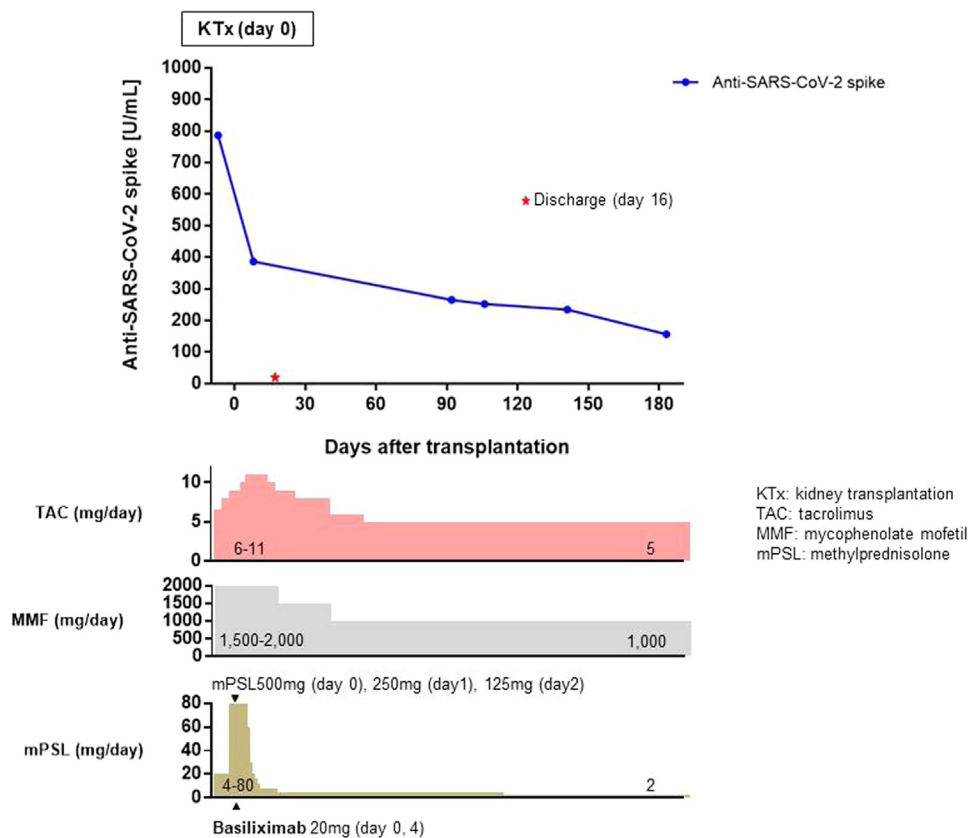 KTx (day 0)
1000
900
800
700
600
500
400
300
200
100
0
Anti-SARS-CoV-2 spike [U/mL]
Anti-SARS-CoV-2 spike
Discharge (day 16)
0 30 60 90 120 150 180
Days after transplantation
TAC (mg/day)
10
5
0
6-11
5
KTx: kidney transplantation
TAC: tacrolimus
MMF: mycophenolate mofetil
mPSL: methylprednisolone
MMF (mg/day)
2000
1500
1000
500
0
1,500-2,000
1,000
mPSL500mg (day 0), 250mg (day1), 125mg (day2)
mPSL (mg/day)
80
60
40
20
0
4-80
2
Basiliximab 20mg (day 0, 4)